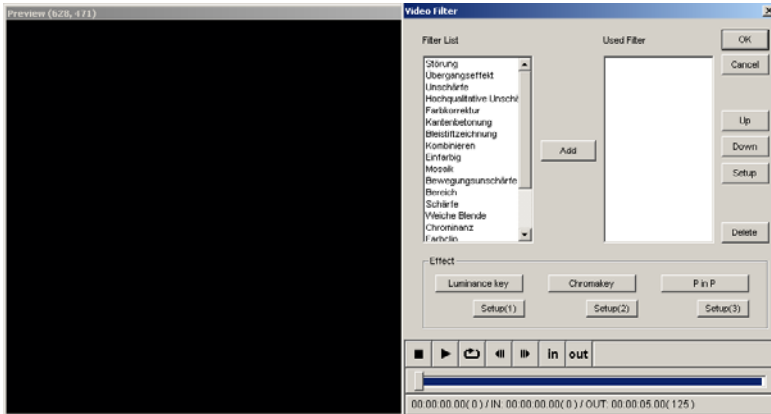 Preview (628, 471)
Video Filter
Filter List
Used Filter
OK
Cancel
Störung
Übergangseffekt
Unschärfe
Hochqualitative Unschä
Farbkorrektur
Kantenbetonung
Bleistiftzeichnung
Kombinieren
Einfarbig
Mosaik
Bewegungsunschärfe
Bereich
Schärfe
Weiche Blende
Chrominanz
Farbclip
Add
Up
Down
Setup
Delete
Effect
Luminance key
Chromakey
P in P
Setup(1)
Setup(2)
Setup(3)
in out
00:00:00.00( 0 ) / IN: 00:00:00.00( 0 ) / OUT: 00:00:05.00( 125 )